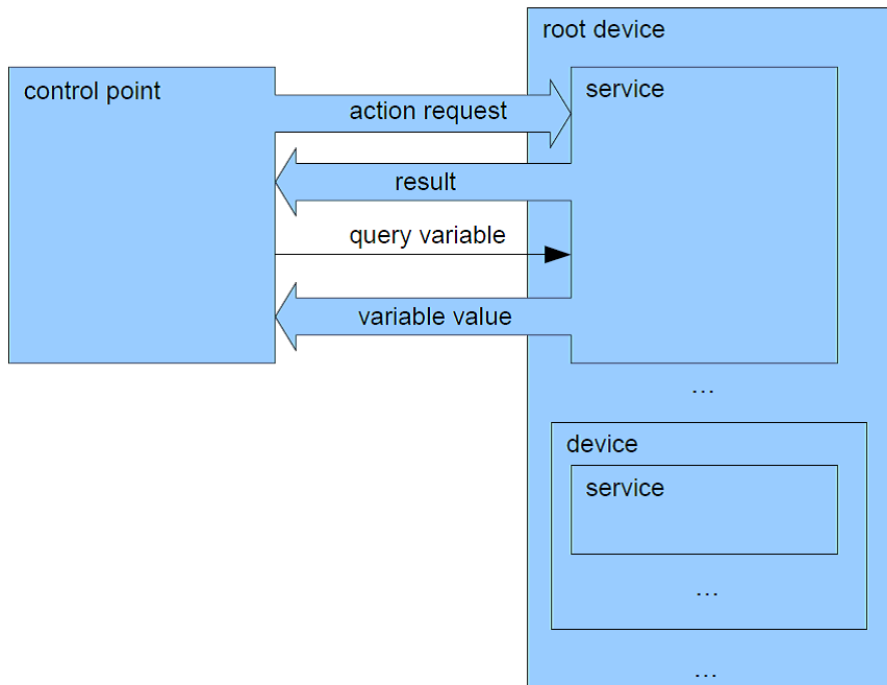 root device
control point
service
action request
result
query variable
variable value
...
device
service
...
...